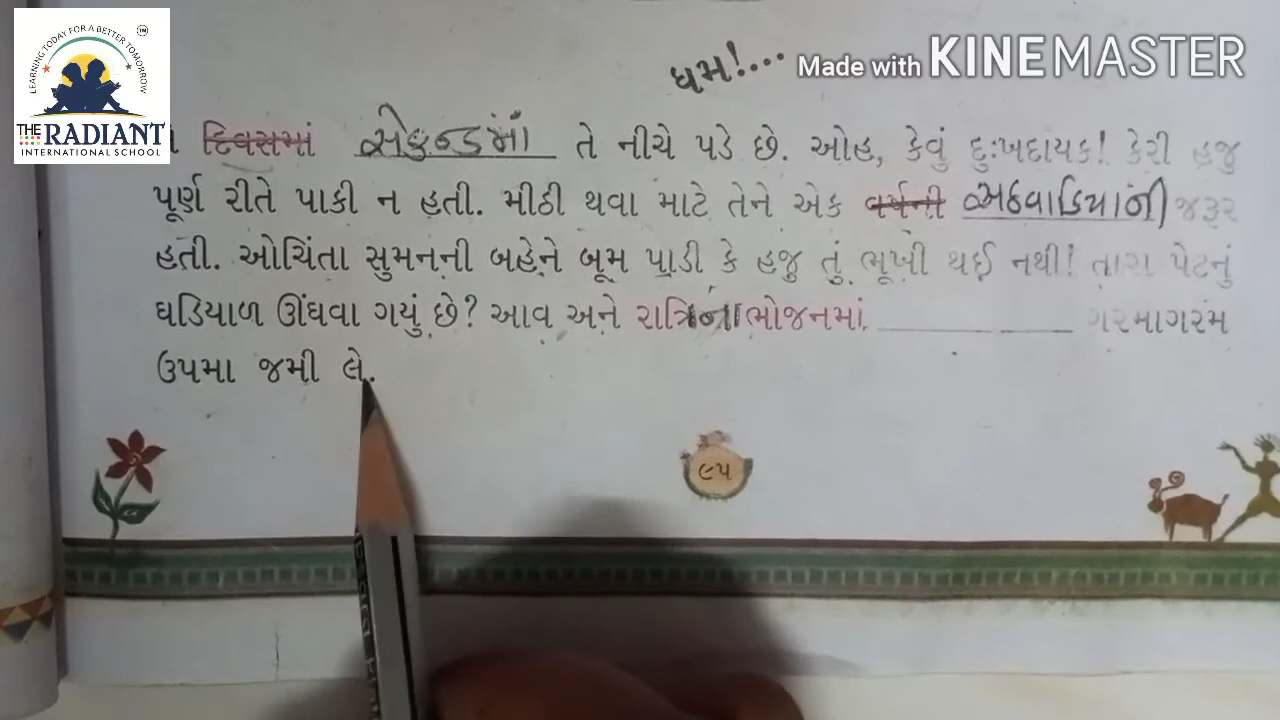 LEARNING TODAY FOR A BETTER TOMORROW
TM
THE RADIANT
INTERNATIONAL SCHOOL
Made with KINEMASTER
ધમ!...
દિવસમાં સેકન્ડમાં તે નીચે પડે છે. ઓહ, કેવું દુઃખદાયક! કેરી હજુ
પૂર્ણ રીતે પાકી ન હતી. મીઠી થવા માટે તેને એક વર્ષની અઠવાડિયાની જરૂર
હતી. ઓચિંતા સુમનની બહેને બૂમ પાડી કે હજુ તું ભૂખી થઈ નથી! તારા પેટનું
ઘડિયાળ ઊંઘવા ગયું છે? આવ અને રાત્રિના ભોજનમાં ____________ ગરમાગરમ
ઉપમા જમી લે.
૯૫